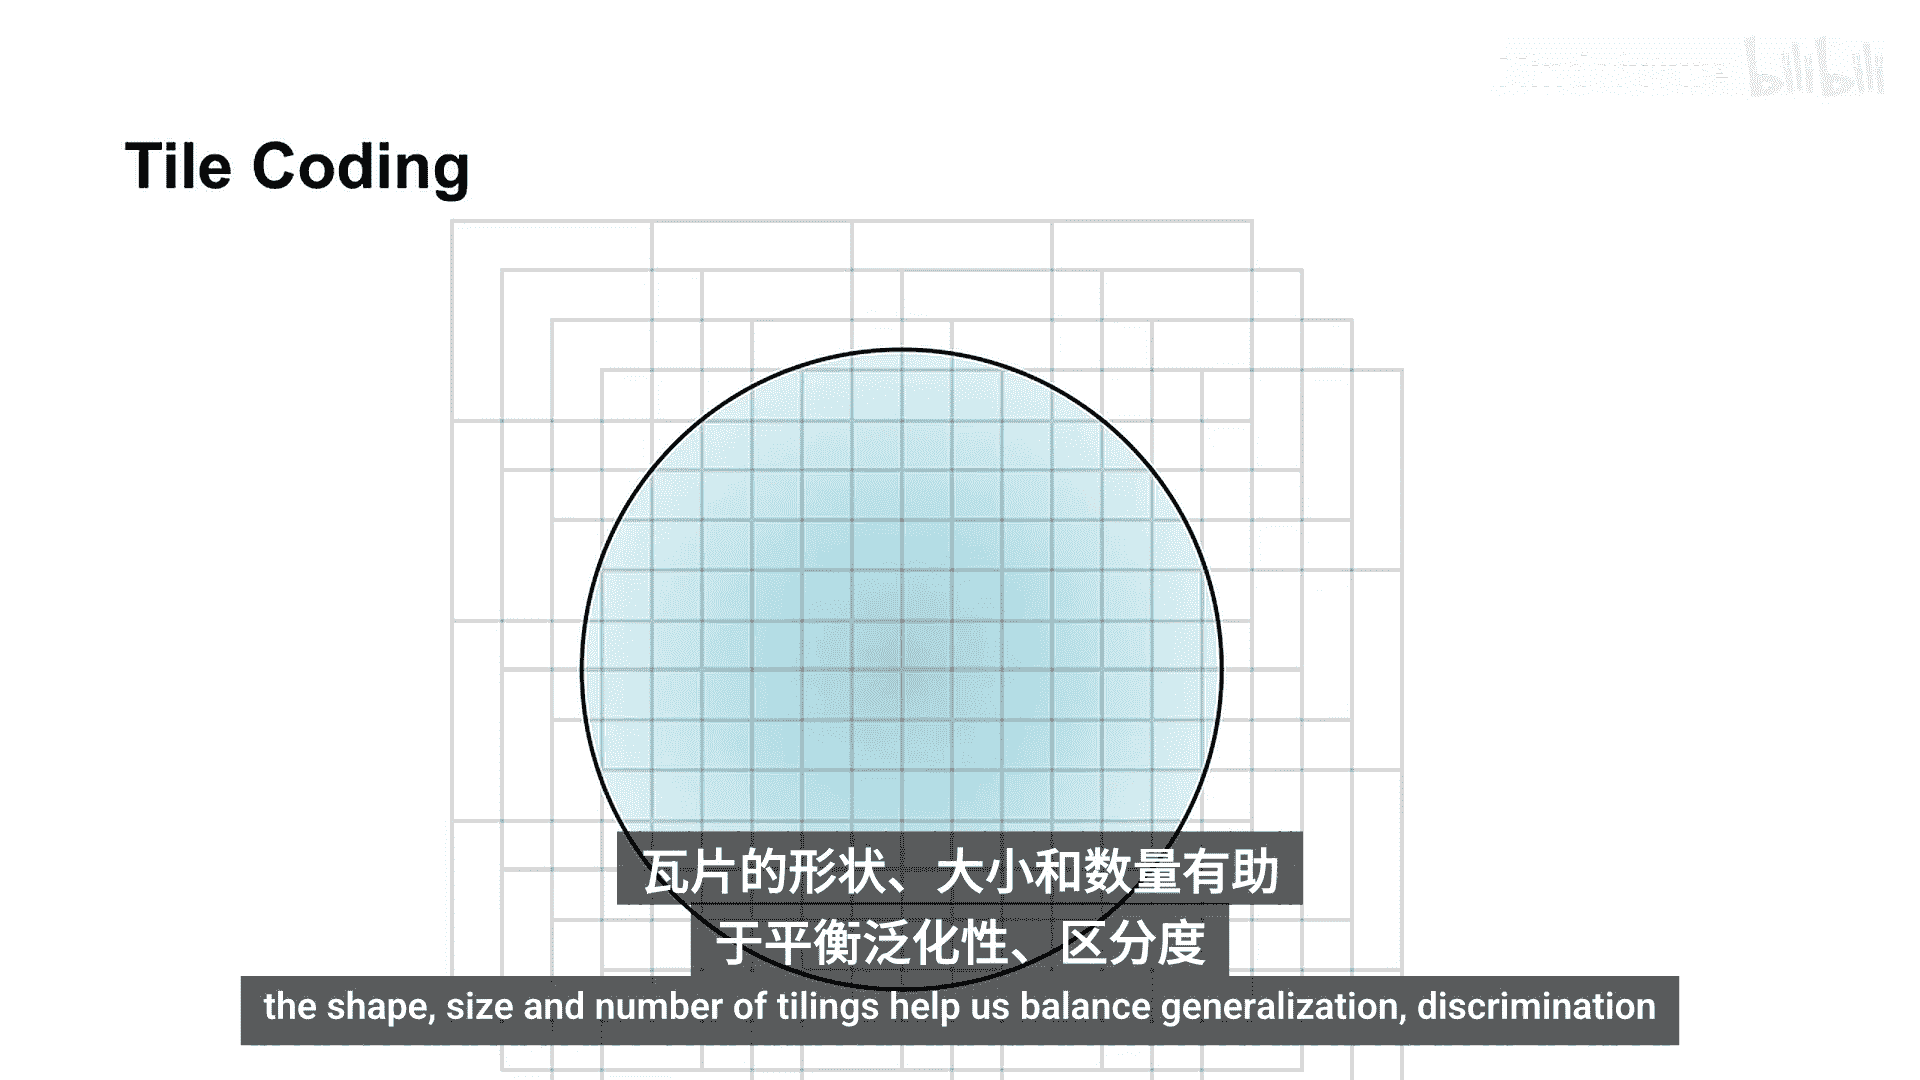 bilibili
Tile Coding
瓦片的形状、大小和数量有助
于平衡泛化性、区分度
the shape, size and number of tilings help us balance generalization, discrimination